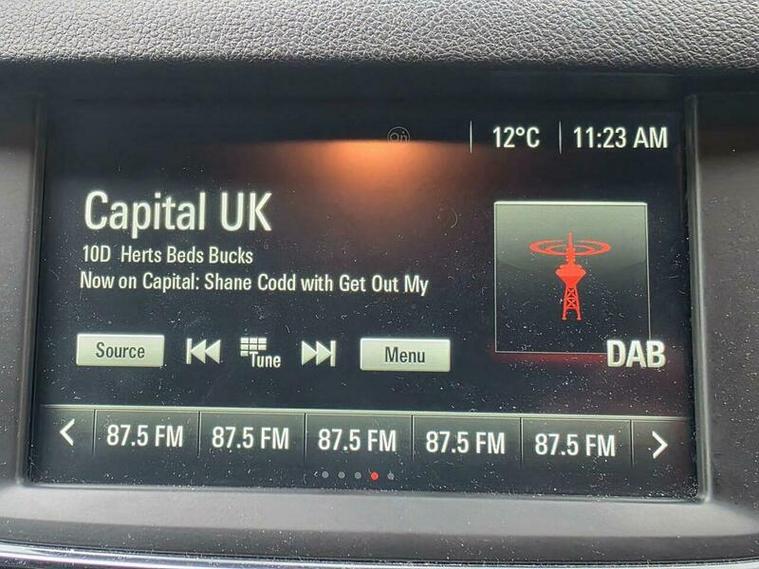 On
12°C
11:23 AM
Capital UK
10D Herts Beds Bucks
Now on Capital: Shane Codd with Get Out My
Source
Tune
Menu
DAB
87.5 FM
87.5 FM
87.5 FM
87.5 FM
87.5 FM